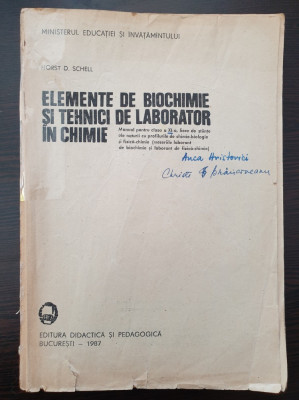 MINISTERUL EDUCAȚIEI ȘI ÎNVĂȚĂMÎNTULUI
HORST D. SCHELL
ELEMENTE DE BIOCHIMIE
ȘI TEHNICI DE LABORATOR
ÎN CHIMIE
Manual pentru clasa a XI-a, licee de științe
ale naturii cu profilurile de chimie-biologie
și fizică-chimie (meseriile laborant
de biochimie și laborant de fizică-chimie)
Anca Hristovici
EDITURA DIDACTICĂ ȘI PEDAGOGICĂ
BUCUREȘTI – 1987